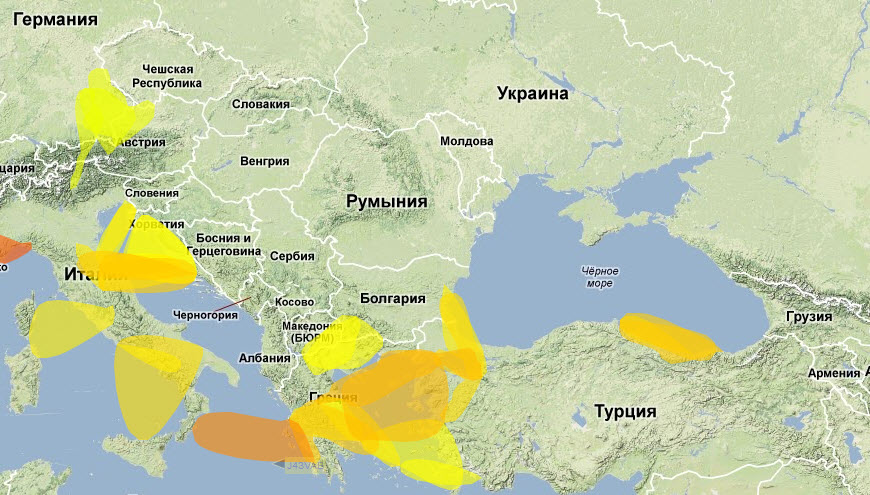 Германия
Чешская
Республика
Украина
Словакия
Австрия
Молдова
Венгрия
Словения
Румыния
Хорватия
Босния и
Герцеговина
Сербия
Чёрное
море
Италия
Косово
Болгария
Черногория
Грузия
Македония
(БЮРМ)
Албания
Армения
Греция
Турция